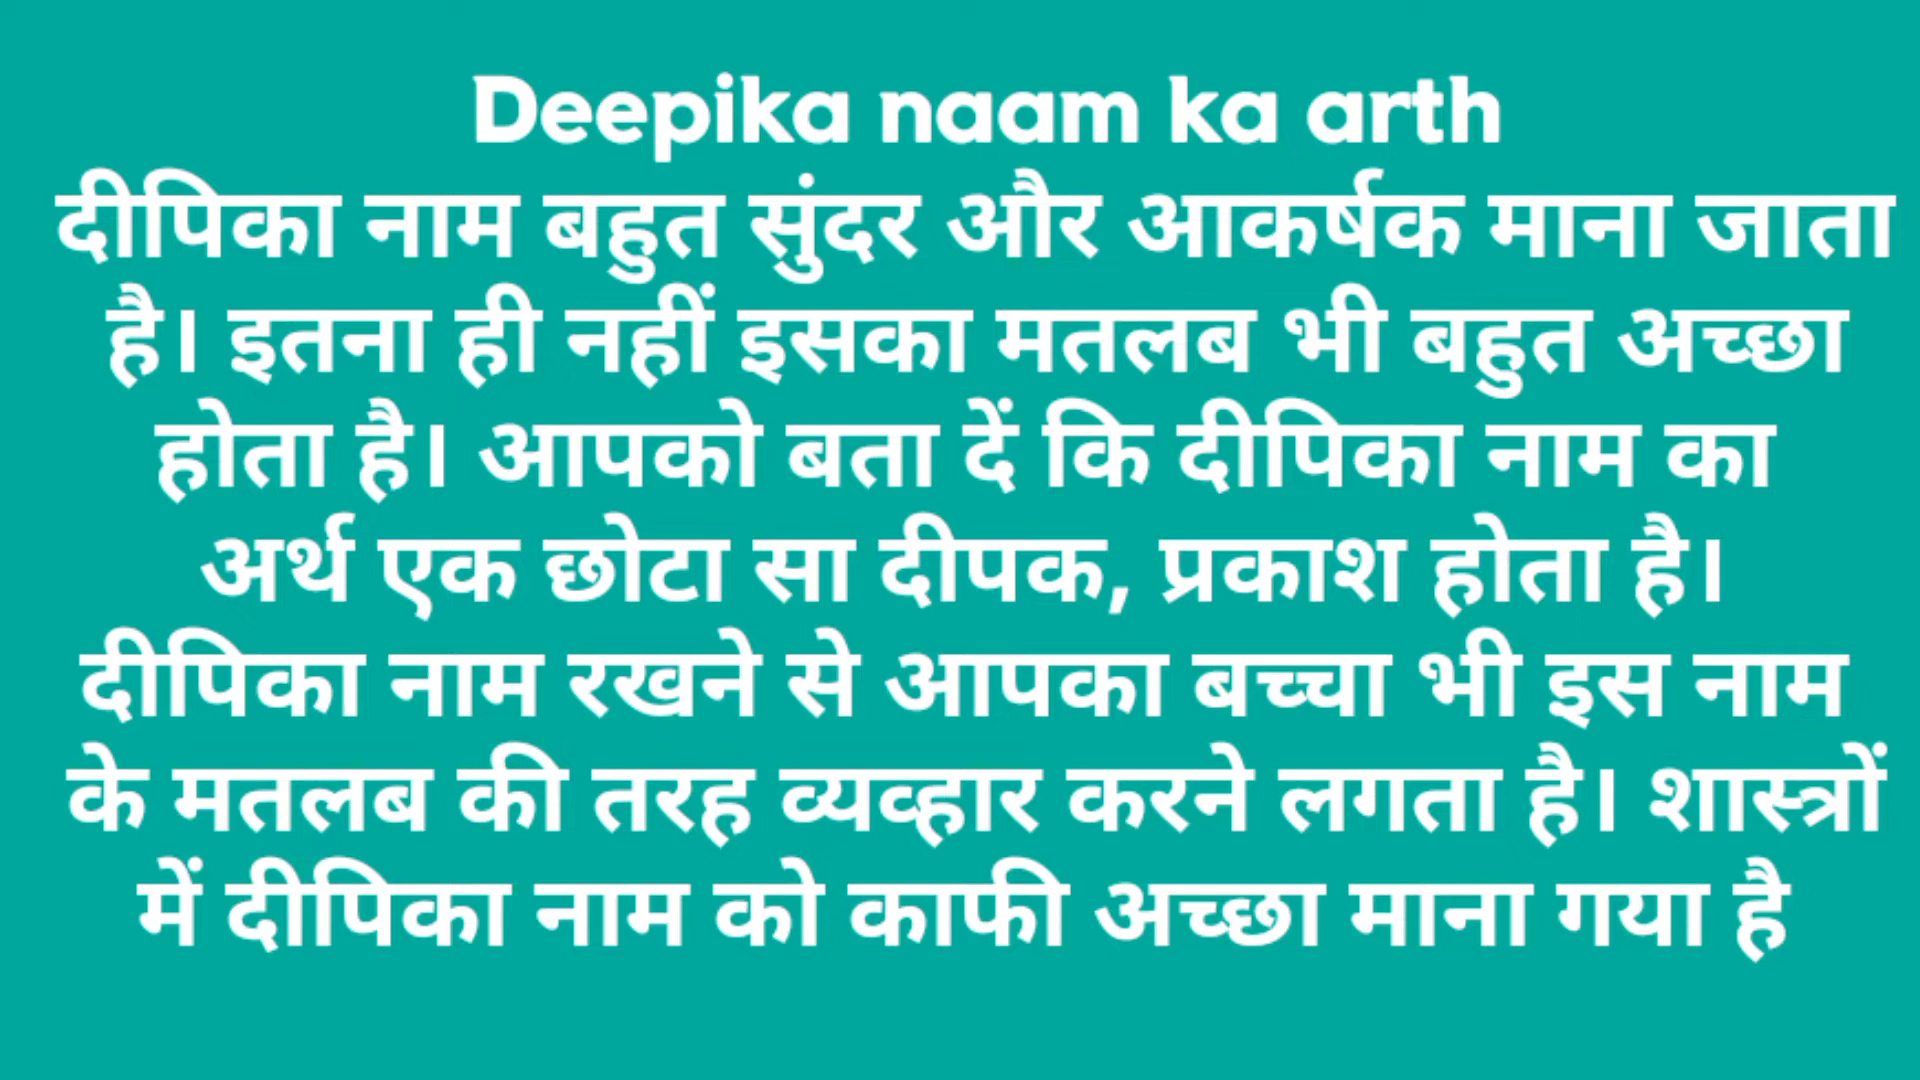 Deepika naam ka arth
दीपिका नाम बहुत सुंदर और आकर्षक माना जाता
है। इतना ही नहीं इसका मतलब भी बहुत अच्छा
होता है। आपको बता दें कि दीपिका नाम का
अर्थ एक छोटा सा दीपक, प्रकाश होता है।
दीपिका नाम रखने से आपका बच्चा भी इस नाम
के मतलब की तरह व्यव्हार करने लगता है। शास्त्रों
में दीपिका नाम को काफी अच्छा माना गया है